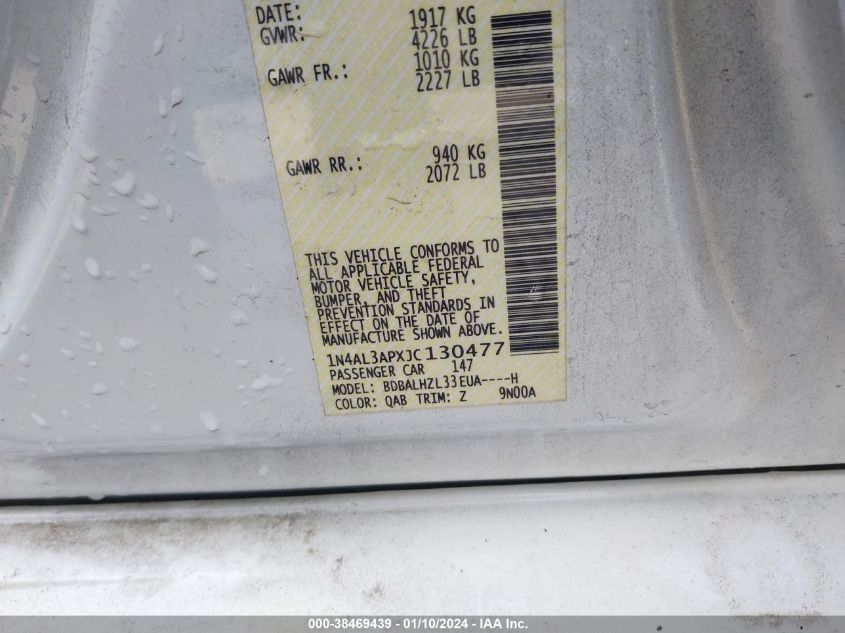 DATE:
GVWR: 1917 KG
4226 LB
GAWR FR.: 1010 KG
2227 LB
GAWR RR.: 940 KG
2072 LB
THIS VEHICLE CONFORMS TO
ALL APPLICABLE FEDERAL
MOTOR VEHICLE SAFETY,
BUMPER, AND THEFT
PREVENTION STANDARDS IN
EFFECT ON THE DATE OF
MANUFACTURE SHOWN ABOVE.
1N4AL3APXJC130477
PASSENGER CAR 147
MODEL: BDBALHZL33EUA----H
COLOR: QAB TRIM: Z 9N00A
000-38469439 - 01/10/2024 - IAA Inc.